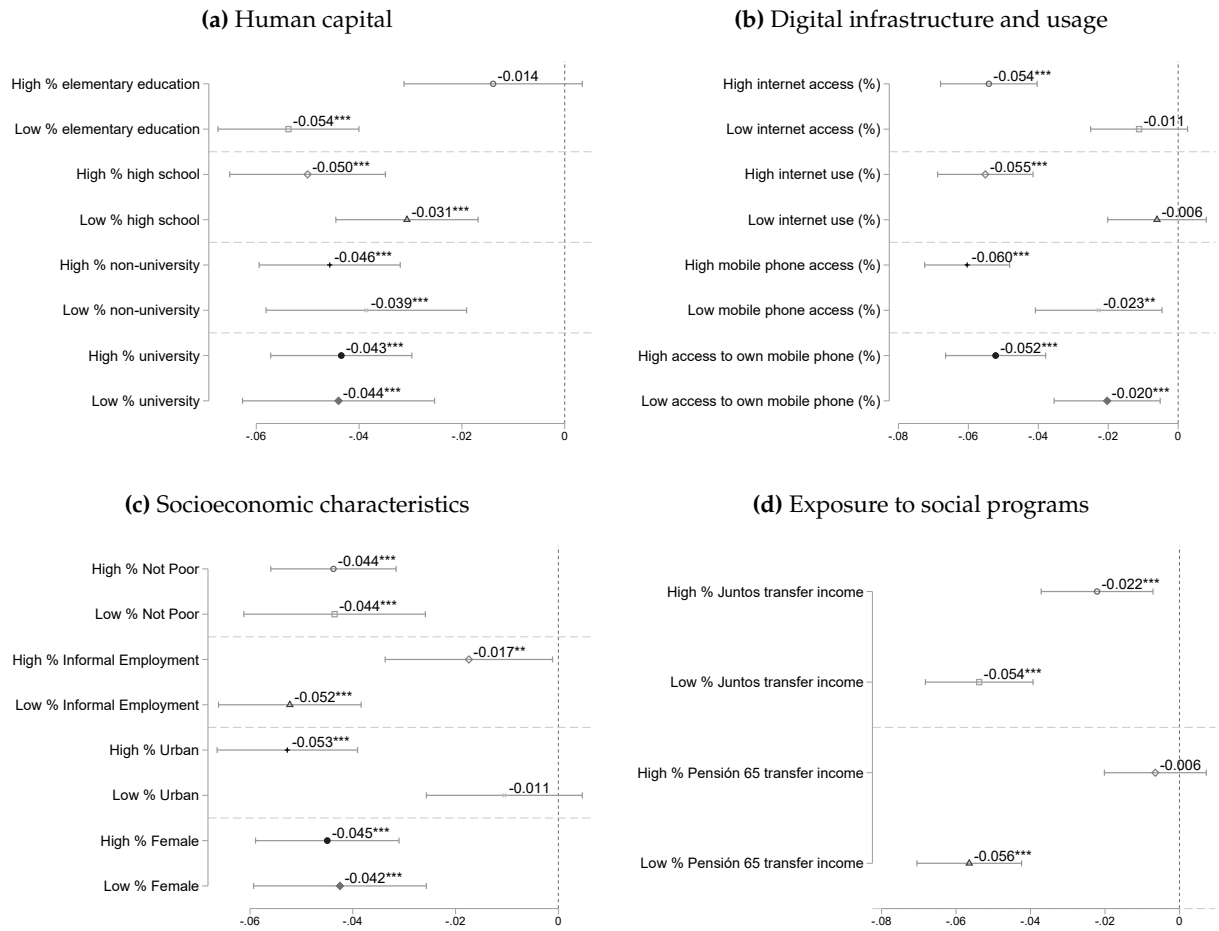 (a) Human capital
High % elementary education
-0.014
Low % elementary education
-0.054***
High % high school
-0.050***
Low % high school
-0.031***
High % non-university
-0.046***
Low % non-university
-0.039***
High % university
-0.043***
Low % university
-0.044***
-.06 -.04 -.02 0
(b) Digital infrastructure and usage
High internet access (%)
-0.054***
Low internet access (%)
-0.011
High internet use (%)
-0.055***
Low internet use (%)
-0.006
High mobile phone access (%)
-0.060***
Low mobile phone access (%)
-0.023**
High access to own mobile phone (%)
-0.052***
Low access to own mobile phone (%)
-0.020***
-.08 -.06 -.04 -.02 0
(c) Socioeconomic characteristics
High % Not Poor
-0.044***
Low % Not Poor
-0.044***
High % Informal Employment
-0.017**
Low % Informal Employment
-0.052***
High % Urban
-0.053***
Low % Urban
-0.011
High % Female
-0.045***
Low % Female
-0.042***
-.06 -.04 -.02 0
(d) Exposure to social programs
High % Juntos transfer income
-0.022***
Low % Juntos transfer income
-0.054***
High % Pensión 65 transfer income
-0.006
Low % Pensión 65 transfer income
-0.056***
-.08 -.06 -.04 -.02 0